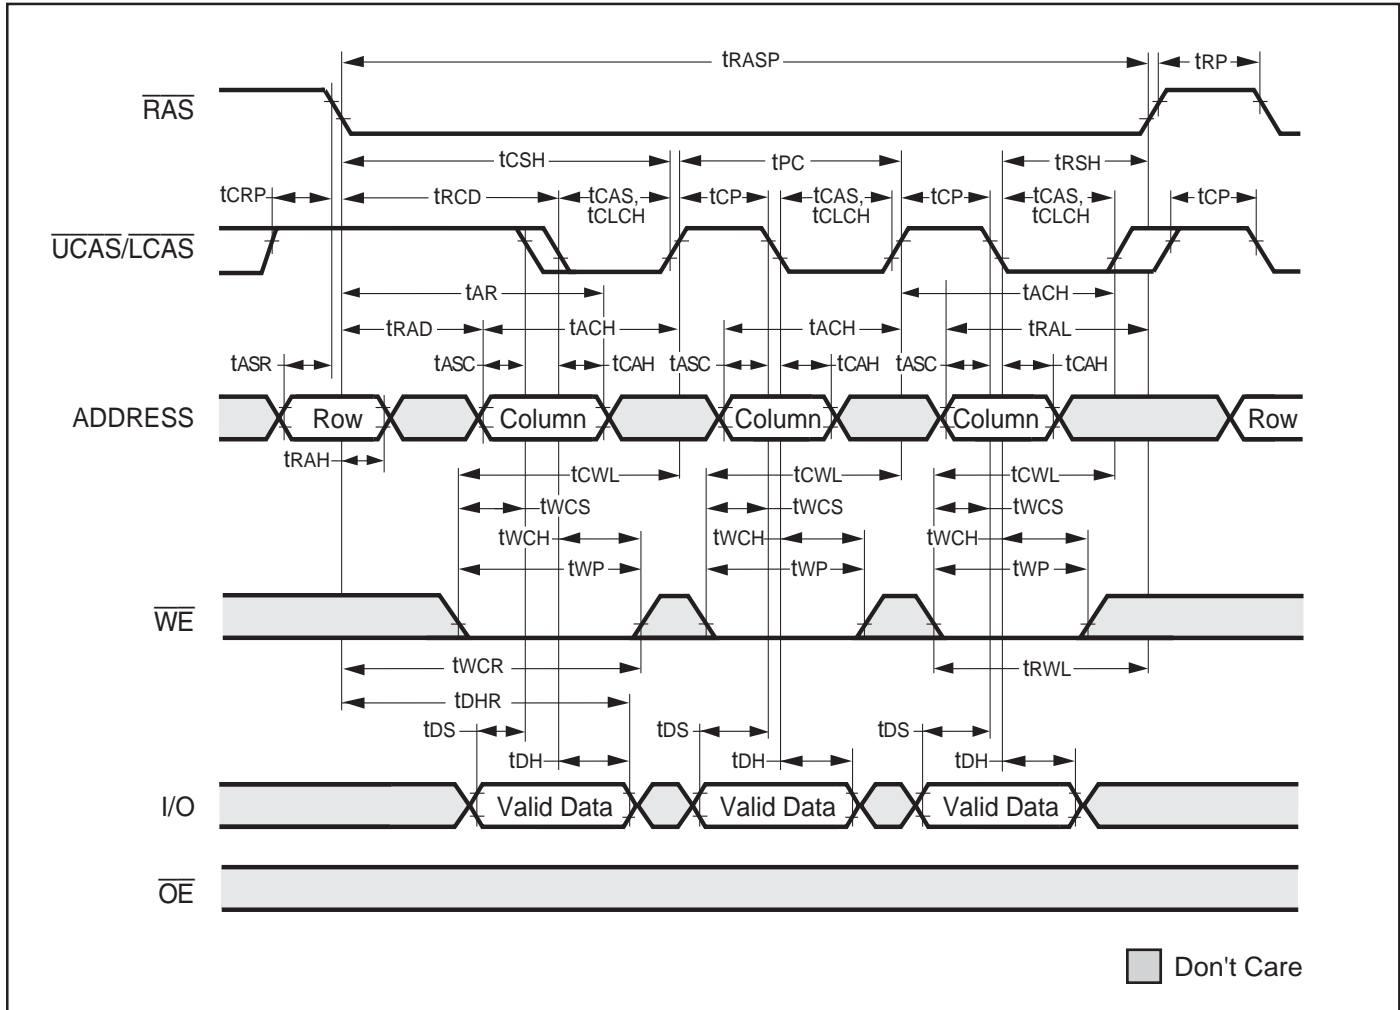 tRASP tRP
RAS
tCSH tPC tRSH
tCRP tRCD tCAS, tCP tCAS, tCP tCAS, tCP
tCLCH tCLCH tCLCH
UCAS/LCAS
tAR tACH
tRAD tACH tACH tRAL
tASR tASC tCAH tASC tCAH tASC tCAH
ADDRESS Row Column Column Column Row
tRAH tCWL tCWL tCWL
tWCS tWCS tWCS
tWCH tWCH tWCH
tWP tWP tWP
WE
tWCR tRWL
tDHR
tDS tDS tDS
tDH tDH tDH
I/O Valid Data Valid Data Valid Data
OE
Don't Care